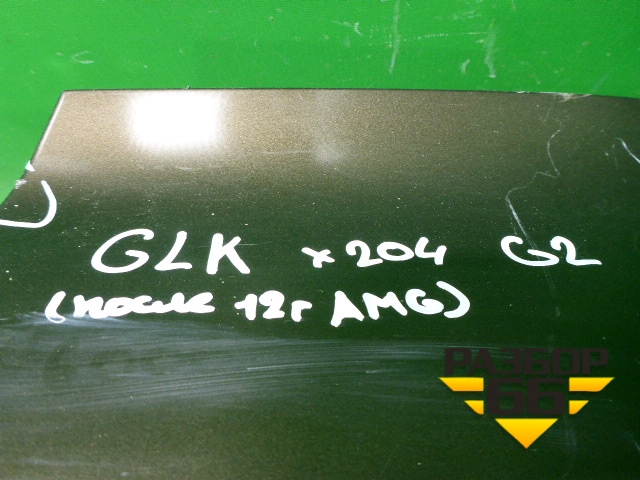 GLK x204 G2
(после 12г AMG)
РАЗБОР
66